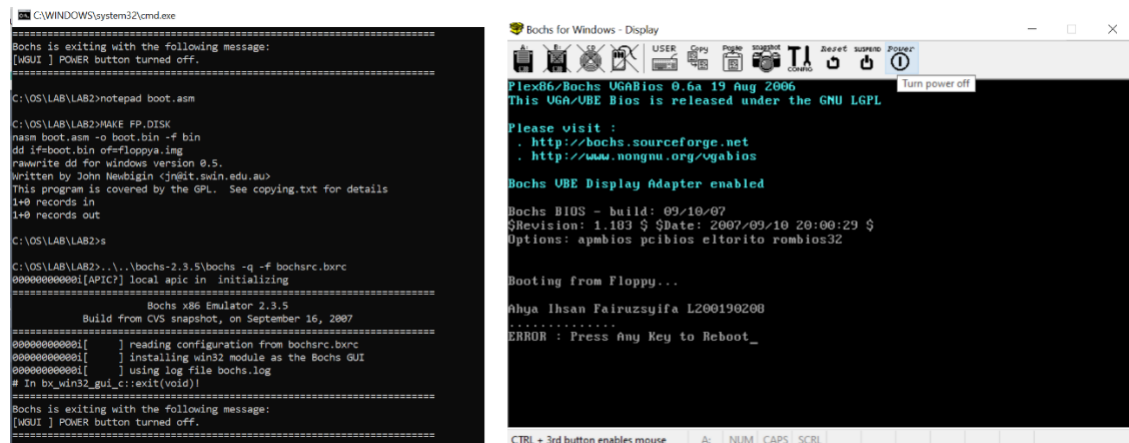 C:\WINDOWS\system32\cmd.exe
Bochs is exiting with the following message:
[WGUI ] POWER button turned off.
C:\OS\LAB\LAB2>notepad boot.asm
C:\OS\LAB\LAB2>MAKE FP.DISK
nasm boot.asm -o boot.bin -f bin
dd if=boot.bin of=floppya.img
rawwrite dd for windows version 0.5.
Written by John Newbigin <jn@it.swin.edu.au>
This program is covered by the GPL.  See copying.txt for details
1+0 records in
1+0 records out
C:\OS\LAB\LAB2>s
C:\OS\LAB\LAB2>..\..\bochs-2.3.5\bochs -q -f bochsrc.bxrc
00000000000i[APIC?] local apic in  initializing
========================================================================
Bochs x86 Emulator 2.3.5
Build from CVS snapshot, on September 16, 2007
========================================================================
00000000000i[     ] reading configuration from bochsrc.bxrc
00000000000i[     ] installing win32 module as the Bochs GUI
00000000000i[     ] using log file bochs.log
# In bx_win32_gui_c::exit(void)!
========================================================================
Bochs is exiting with the following message:
[WGUI ] POWER button turned off.
========================================================================
Bochs for Windows - Display
USER Copy Paste snapshot CONFIG Reset suspend Power
Turn power off
Plex86/Bochs VGABios 0.6a 19 Aug 2006
This VGA/VBE Bios is released under the GNU LGPL
Please visit :
. http://bochs.sourceforge.net
. http://www.nongnu.org/vgabios
Bochs VBE Display Adapter enabled
Bochs BIOS - build: 09/10/07
$Revision: 1.183 $ $Date: 2007/09/10 20:00:29 $
Options: apmbios pcibios eltorito rombios32
Booting from Floppy...
Ahya Ihsan Fairuzsyifa L200190208
..............
ERROR : Press Any Key to Reboot_
CTRL + 3rd button enables mouse A: NUM CAPS SCRL